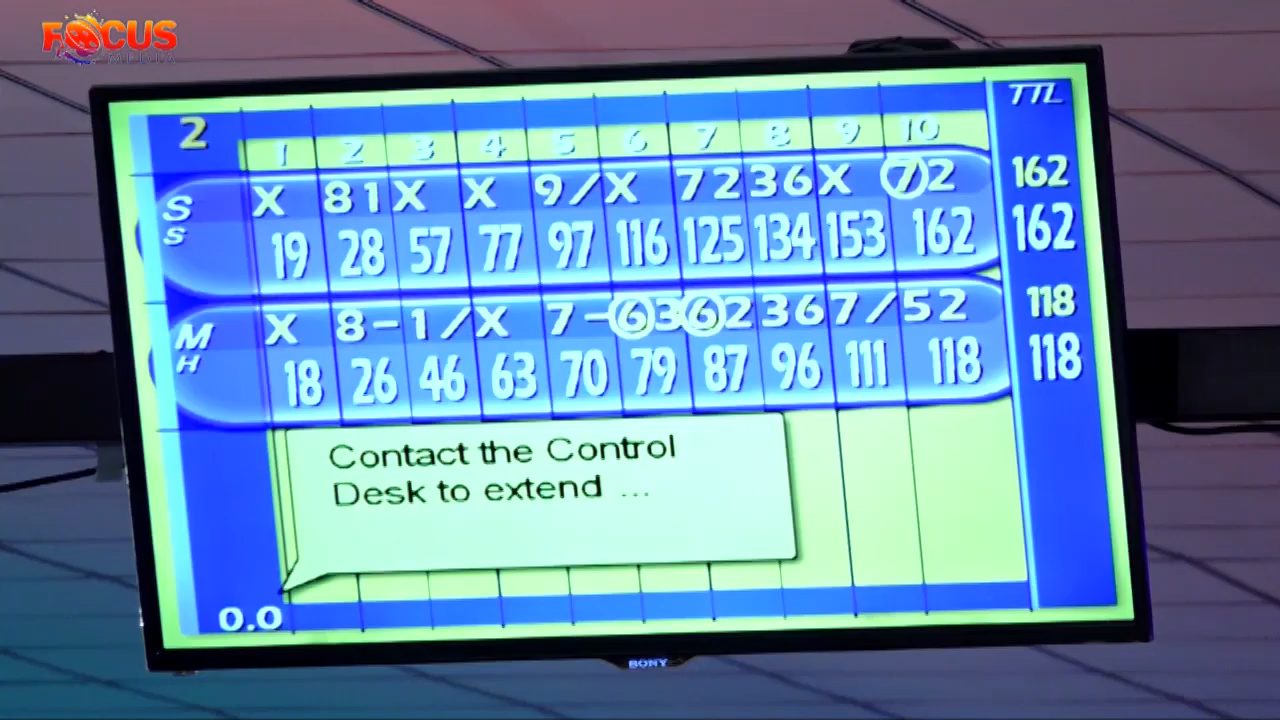 FOCUS
MEDIA
TTL
2 1 2 3 4 5 6 7 8 9 10
S X 81 X X 9/ X 72 36 X 72 162
S 19 28 57 77 97 116 125 134 153 162 162
M X 8- 1/ X 7- 63 62 36 7/ 52 118
H 18 26 46 63 70 79 87 96 111 118 118
Contact the Control
Desk to extend ...
0.0
SONY